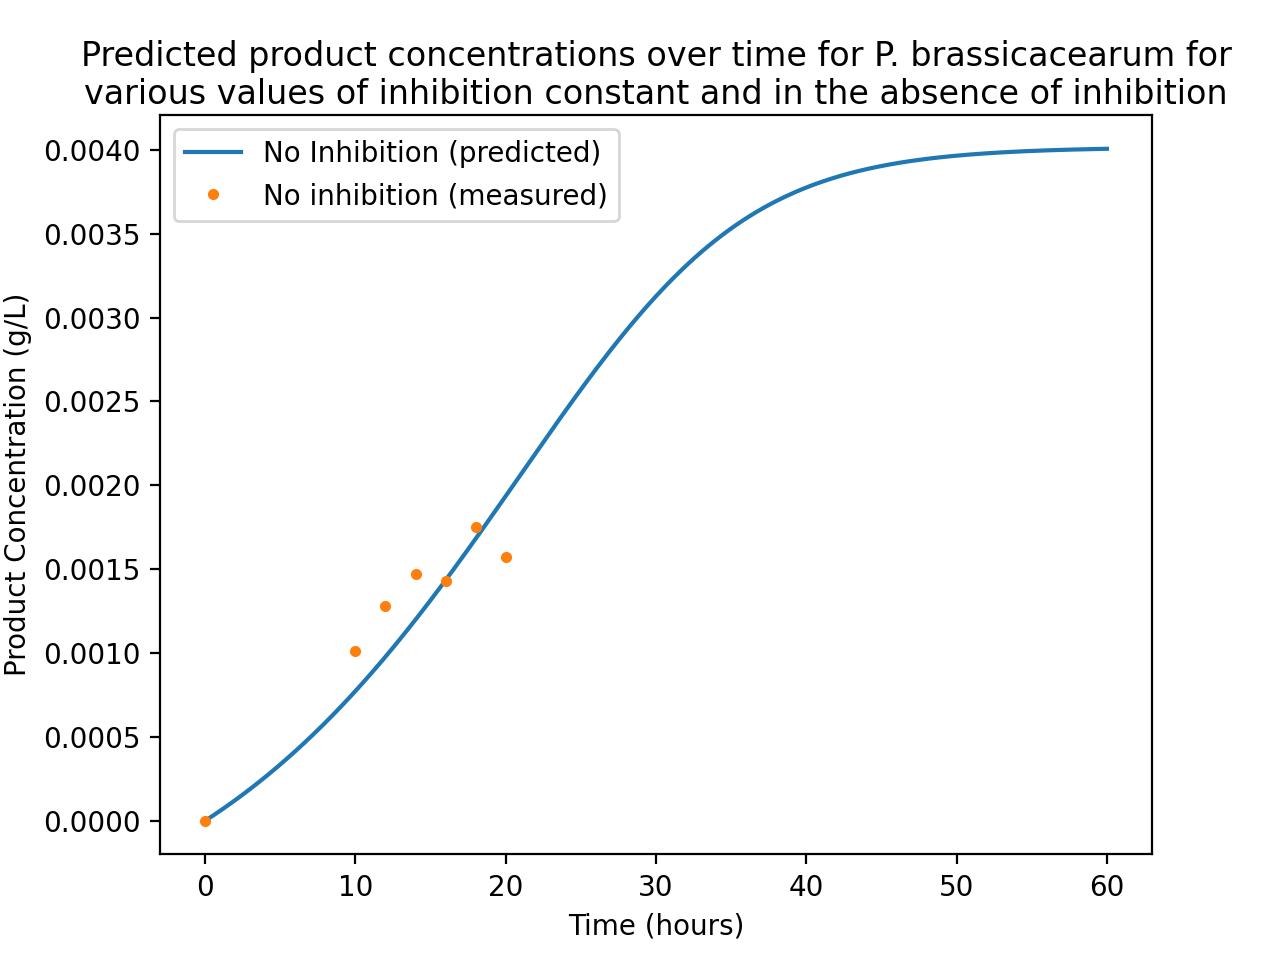 Predicted product concentrations over time for P. brassicacearum for
various values of inhibition constant and in the absence of inhibition
No Inhibition (predicted)
No inhibition (measured)
Product Concentration (g/L)
0.0040
0.0035
0.0030
0.0025
0.0020
0.0015
0.0010
0.0005
0.0000
0 10 20 30 40 50 60
Time (hours)